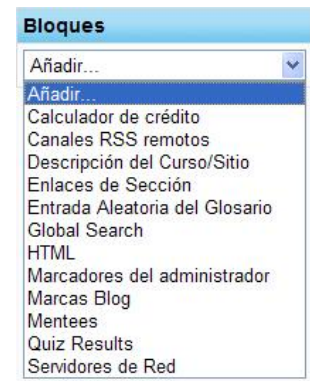 Bloques
Añadir...
Añadir...
Calculador de crédito
Canales RSS remotos
Descripción del Curso/Sitio
Enlaces de Sección
Entrada Aleatoria del Glosario
Global Search
HTML
Marcadores del administrador
Marcas Blog
Mentees
Quiz Results
Servidores de Red